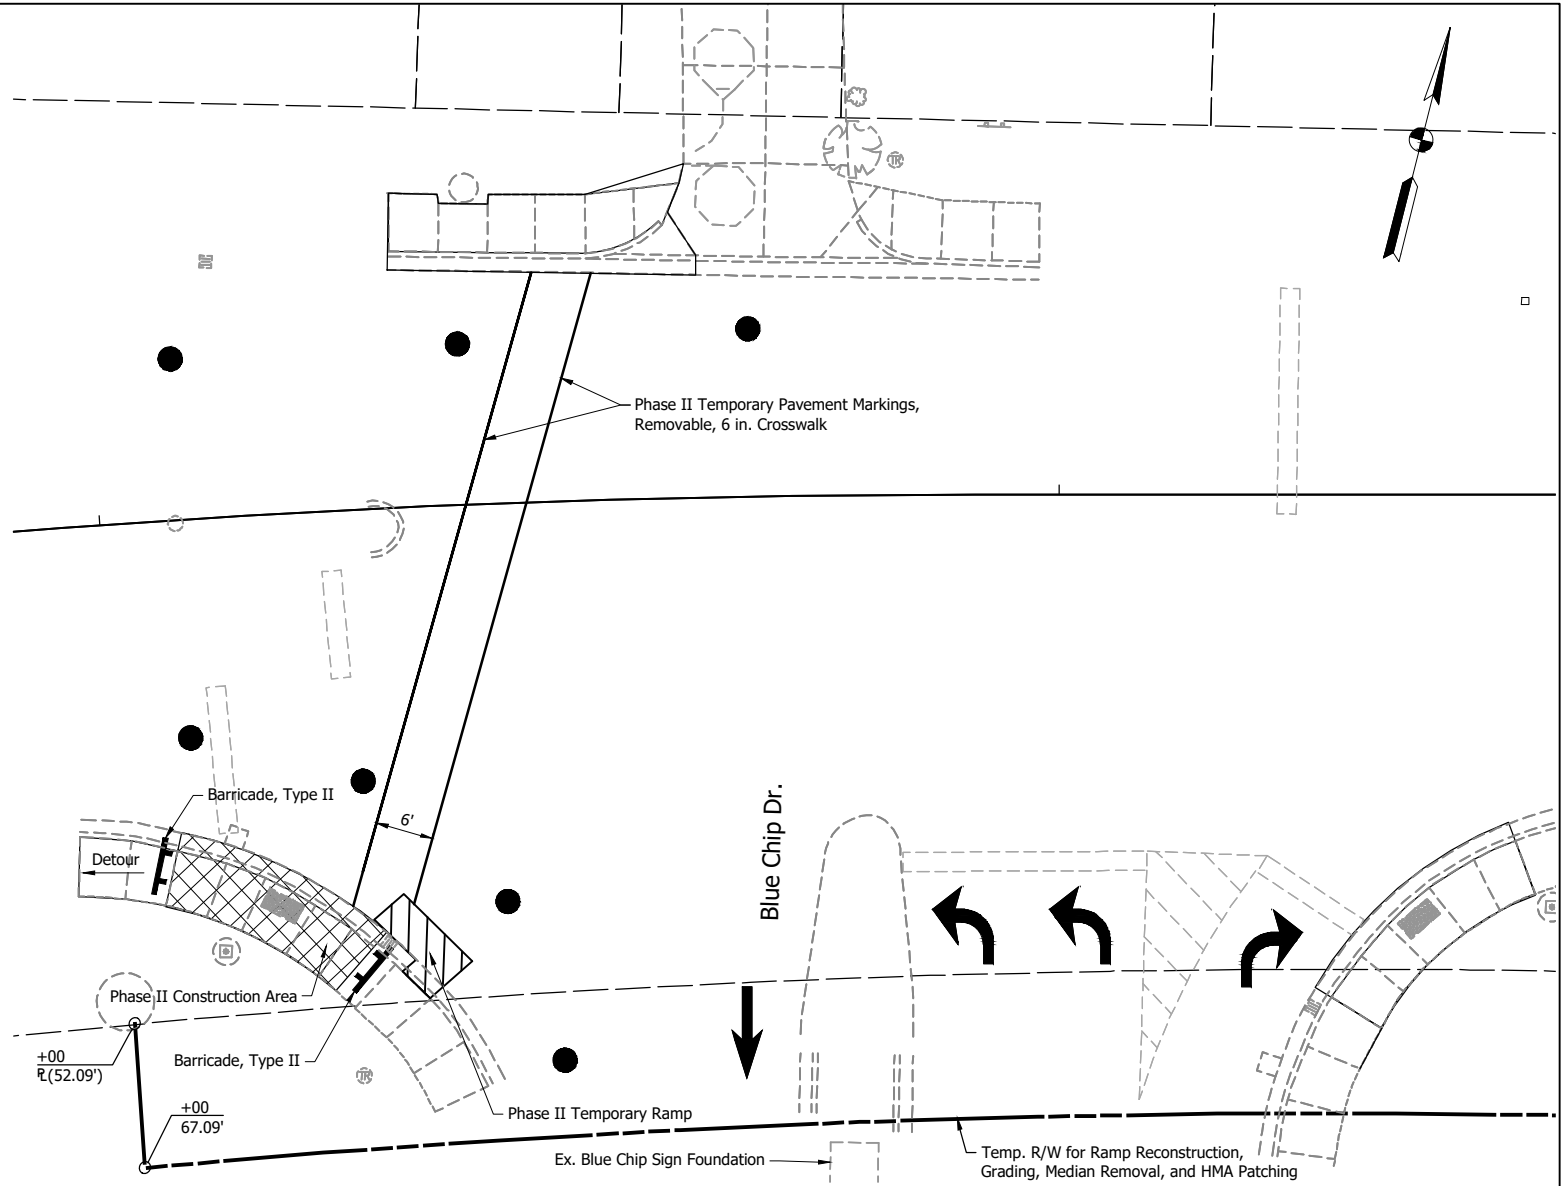 Phase II Temporary Pavement Markings,
Removable, 6 in. Crosswalk
Barricade, Type II
6'
Blue Chip Dr.
Detour
Phase II Construction Area
+00
℄(52.09')
Barricade, Type II
TR
TR
+00
67.09'
Phase II Temporary Ramp
Ex. Blue Chip Sign Foundation
Temp. R/W for Ramp Reconstruction,
Grading, Median Removal, and HMA Patching